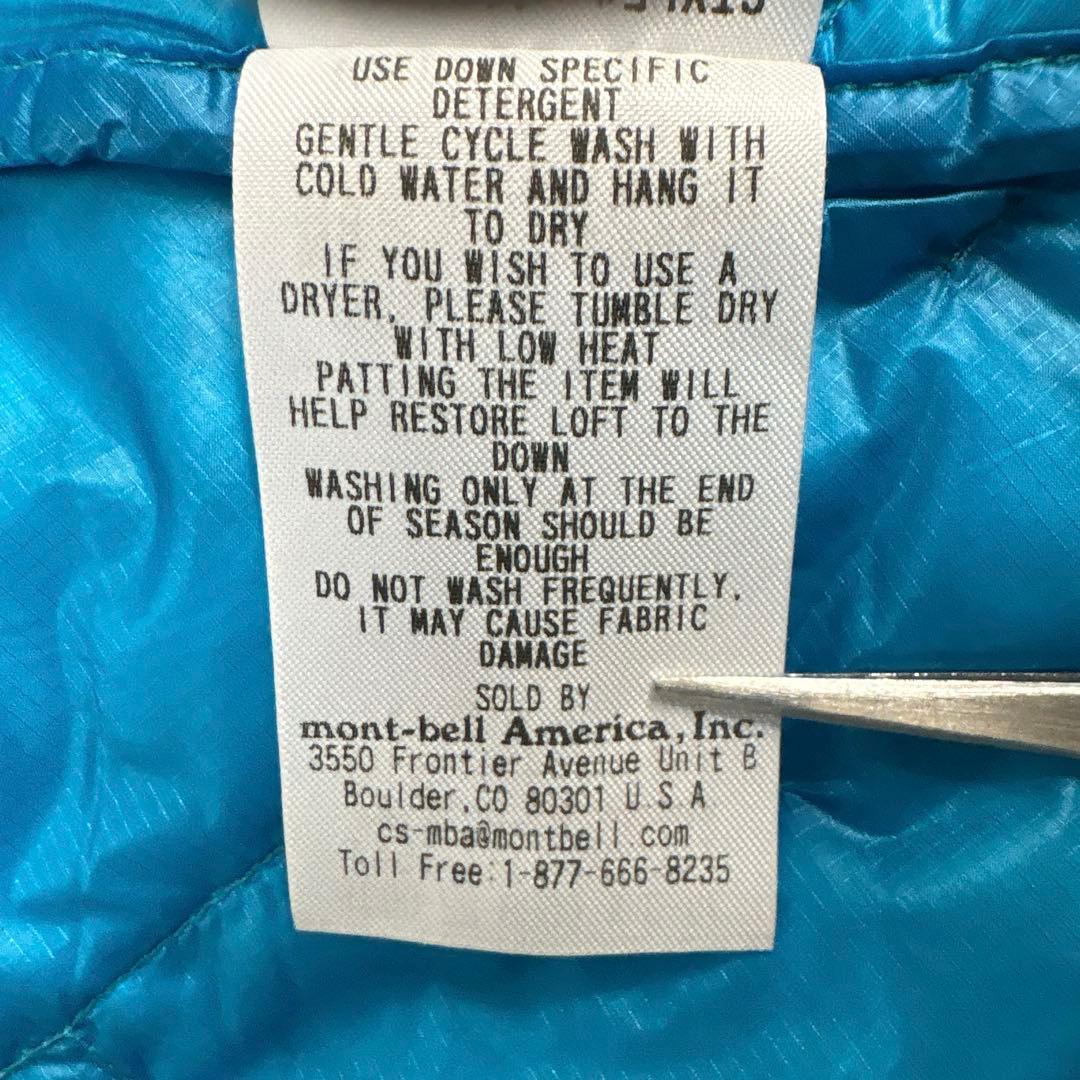 USE DOWN SPECIFIC
DETERGENT
GENTLE CYCLE WASH WITH
COLD WATER AND HANG IT
TO DRY
IF YOU WISH TO USE A
DRYER, PLEASE TUMBLE DRY
WITH LOW HEAT
PATTING THE ITEM WILL
HELP RESTORE LOFT TO THE
DOWN
WASHING ONLY AT THE END
OF SEASON SHOULD BE
ENOUGH
DO NOT WASH FREQUENTLY.
IT MAY CAUSE FABRIC
DAMAGE
SOLD BY
mont-bell America, Inc.
3550 Frontier Avenue Unit B
Boulder,CO 80301 U.S.A.
cs-mba@montbell.com
Toll Free:1-877-666-8235